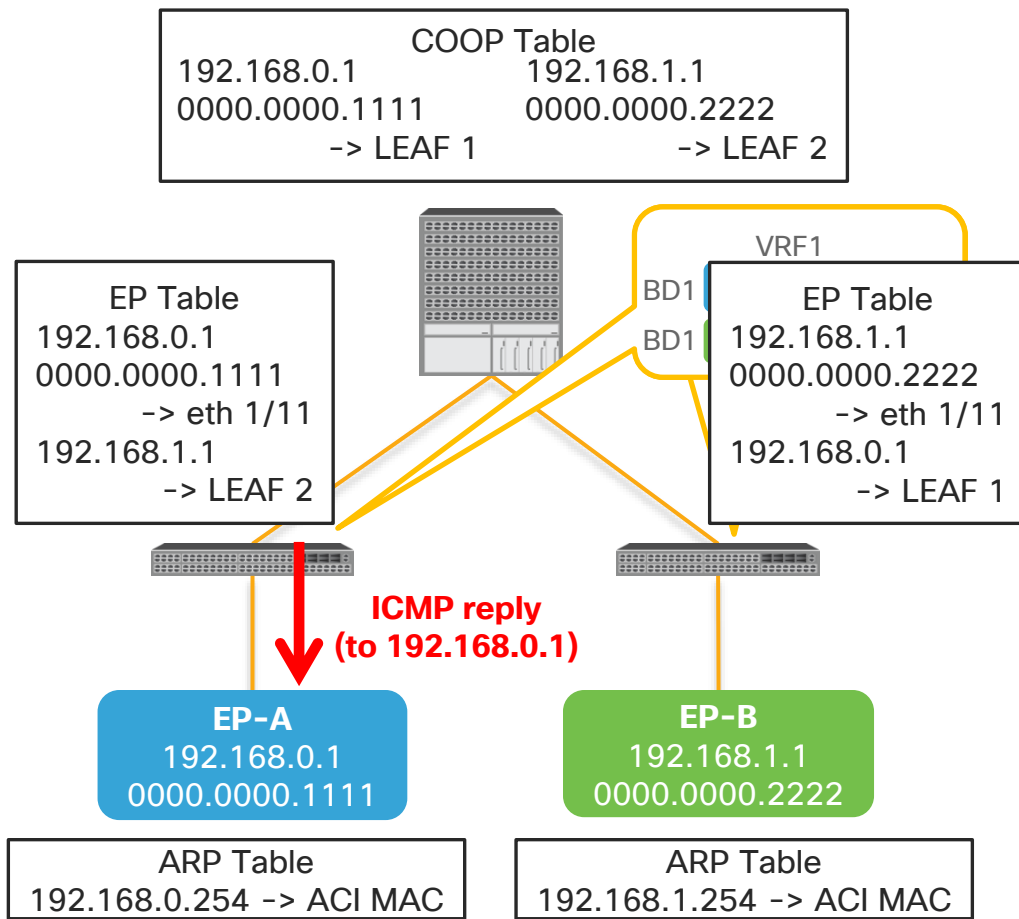 COOP Table
192.168.0.1 192.168.1.1
0000.0000.1111 0000.0000.2222
-> LEAF 1 -> LEAF 2
VRF1
BD1
BD1
EP Table
192.168.0.1
0000.0000.1111
-> eth 1/11
192.168.1.1
-> LEAF 2
EP Table
192.168.1.1
0000.0000.2222
-> eth 1/11
192.168.0.1
-> LEAF 1
ICMP reply
(to 192.168.0.1)
EP-A
192.168.0.1
0000.0000.1111
EP-B
192.168.1.1
0000.0000.2222
ARP Table
192.168.0.254 -> ACI MAC
ARP Table
192.168.1.254 -> ACI MAC